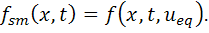 f_{sm}(x, t) = f(x, t, u_{eq}).